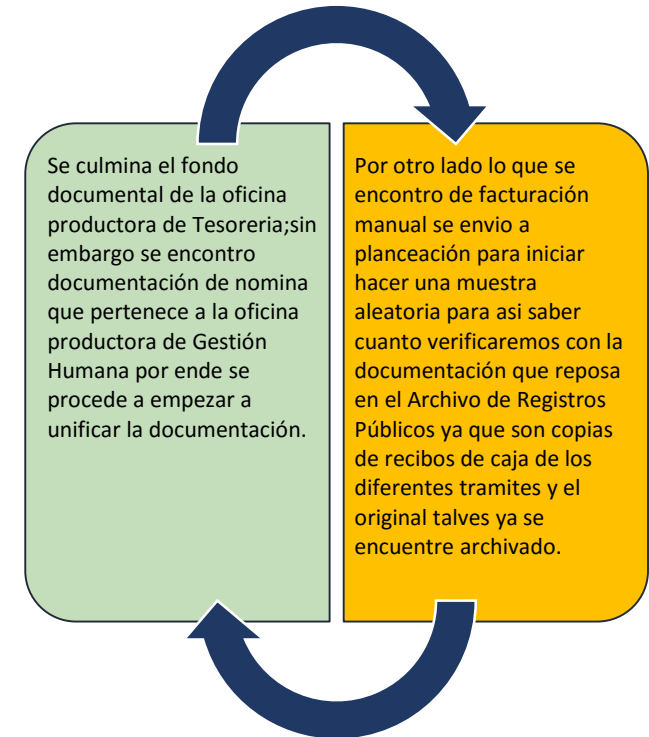 Se culmina el fondo
documental de la oficina
productora de Tesoreria;sin
embargo se encontro
documentación de nomina
que pertenece a la oficina
productora de Gestión
Humana por ende se
procede a empezar a
unificar la documentación.
Por otro lado lo que se
encontro de facturación
manual se envio a
planceación para iniciar
hacer una muestra
aleatoria para asi saber
cuanto verificaremos con la
documentación que reposa
en el Archivo de Registros
Públicos ya que son copias
de recibos de caja de los
diferentes tramites y el
original talves ya se
encuentre archivado.